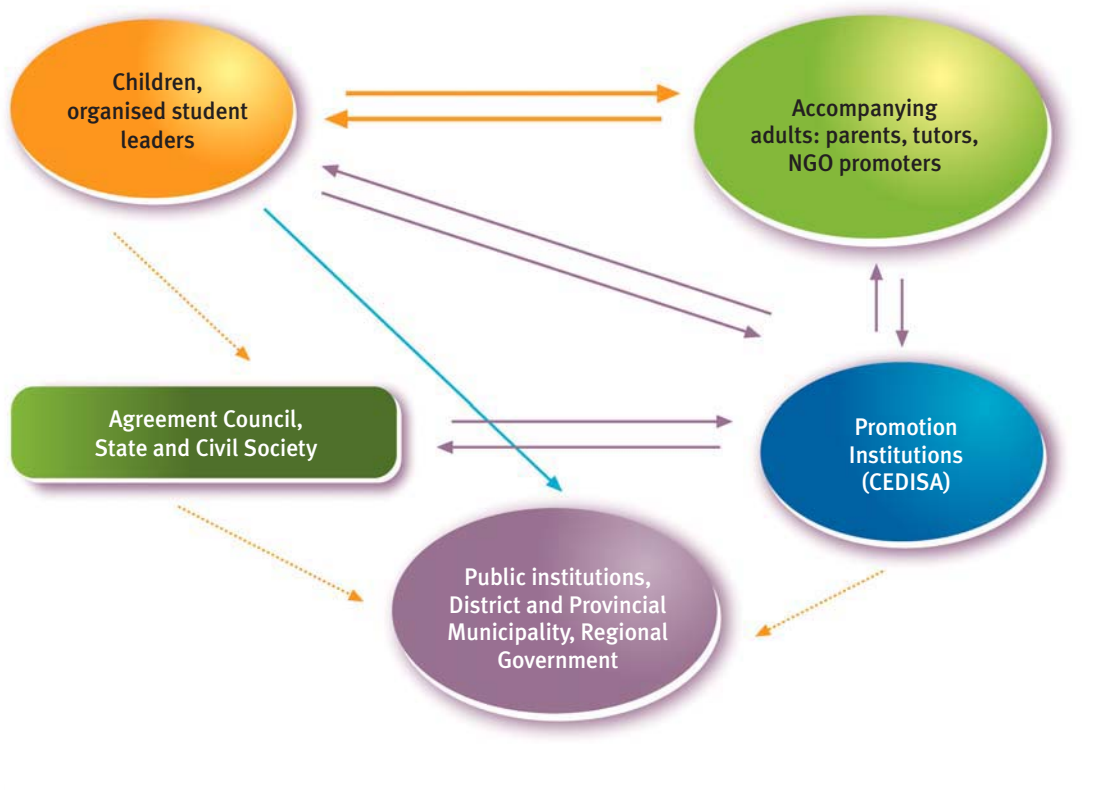 Children,
organised student
leaders
Accompanying
adults: parents, tutors,
NGO promoters
Agreement Council,
State and Civil Society
Promotion
Institutions
(CEDISA)
Public institutions,
District and Provincial
Municipality, Regional
Government